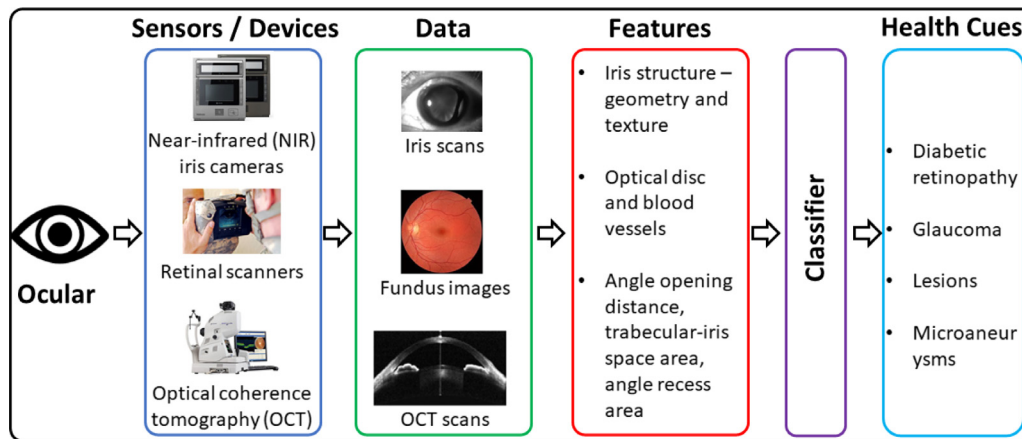 Sensors / Devices
Data
Features
Health Cues
Ocular
Near-infrared (NIR)
iris cameras
Retinal scanners
Optical coherence
tomography (OCT)
Iris scans
Fundus images
OCT scans
• Iris structure –
geometry and
texture
• Optical disc
and blood
vessels
• Angle opening
distance,
trabecular-iris
space area,
angle recess
area
Classifier
• Diabetic
retinopathy
• Glaucoma
• Lesions
• Microaneur
ysms